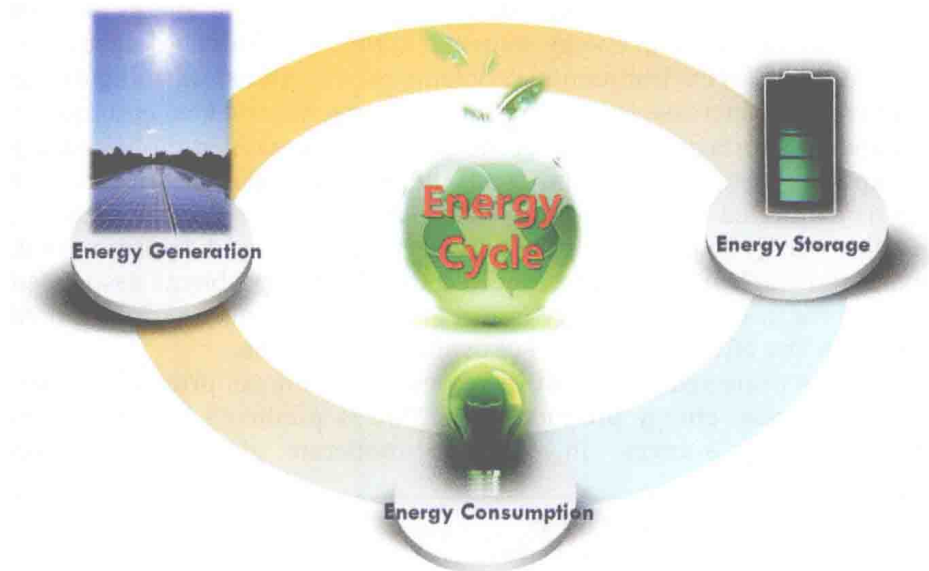 Energy
Cycle
Energy Generation
Energy Storage
Energy Consumption